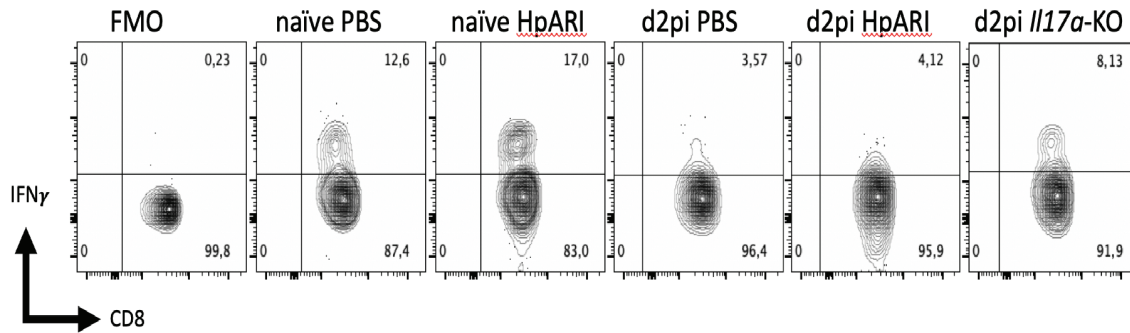 FMO naïve PBS naïve HpARI d2pi PBS d2pi HpARI d2pi Il17a-KO
0 0,23 0 12,6 0 17,0 0 3,57 0 4,12 0 8,13
IFNγ
0 99,8 0 87,4 0 83,0 0 96,4 0 95,9 0 91,9
CD8